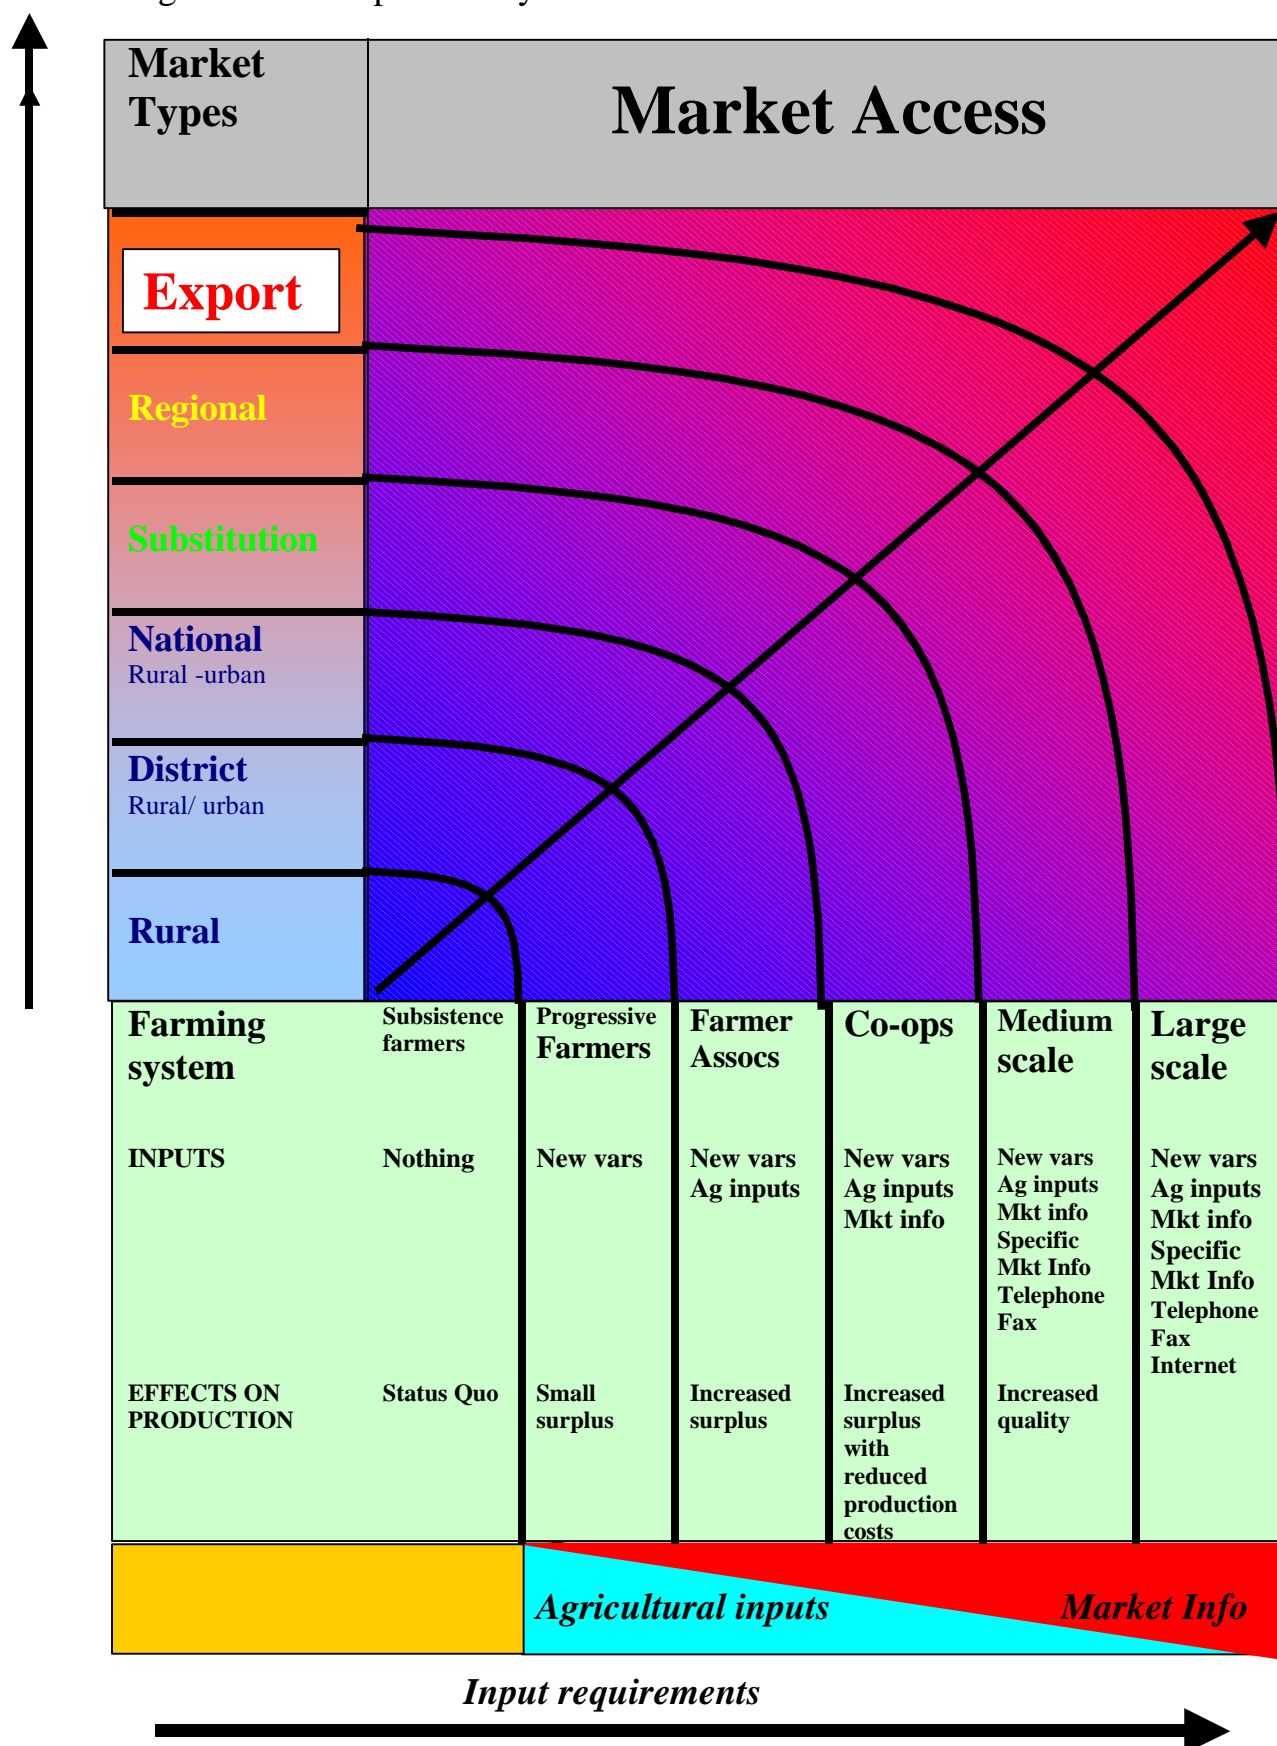 Market
Types
Market Access
Export
Regional
Substitution
National
Rural -urban
District
Rural/ urban
Rural
Farming
system
Subsistence
farmers
Progressive
Farmers
Farmer
Assocs
Co-ops
Medium
scale
Large
scale
INPUTS
Nothing
New vars
New vars
Ag inputs
New vars
Ag inputs
Mkt info
New vars
Ag inputs
Mkt info
Specific
Mkt Info
Telephone
Fax
New vars
Ag inputs
Mkt info
Specific
Mkt Info
Telephone
Fax
Internet
EFFECTS ON
PRODUCTION
Status Quo
Small
surplus
Increased
surplus
Increased
surplus
with
reduced
production
costs
Increased
quality
Agricultural inputs
Market Info
Input requirements